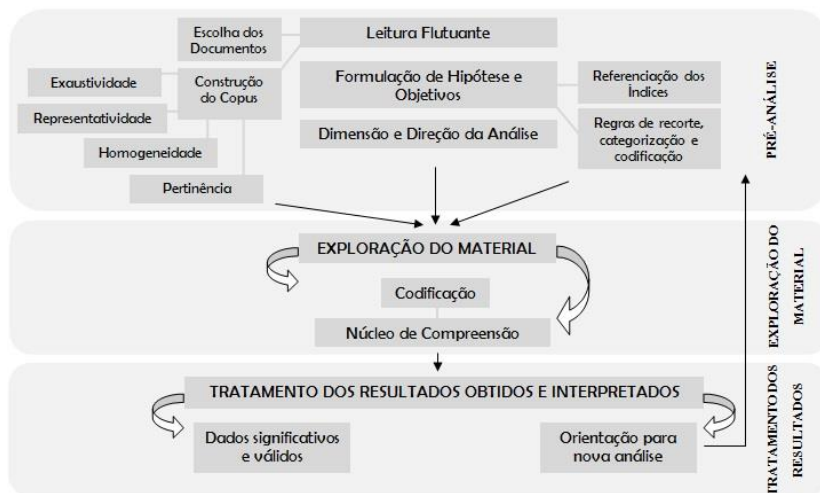 Escolha dos
Documentos
Leitura Flutuante
Exaustividade
Construção
do Copus
Representatividade
Homogeneidade
Pertinência
Formulação de Hipótese e
Objetivos
Referenciação dos
Índices
Dimensão e Direção da Análise
Regras de recorte,
categorização e
codificação
PRÉ-ANÁLISE
EXPLORAÇÃO DO MATERIAL
Codificação
Núcleo de Compreensão
EXPLORAÇÃO DO
MATERIAL
TRATAMENTO DOS RESULTADOS OBTIDOS E INTERPRETADOS
Dados significativos
e válidos
Orientação para
nova análise
TRATAMENTO DOS
RESULTADOS